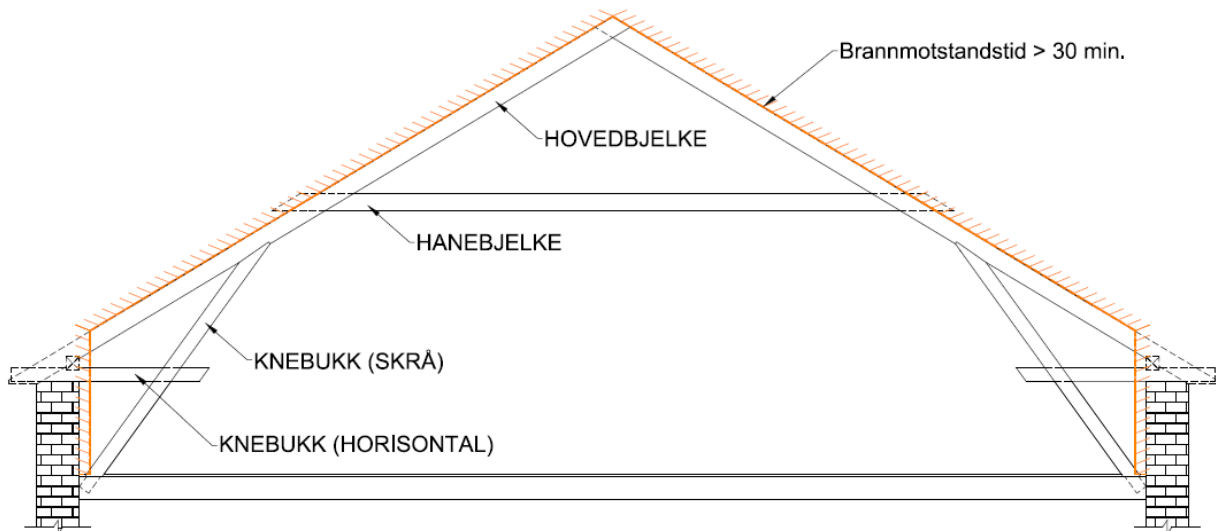 Brannmotstandstid > 30 min.
HOVEDBJELKE
HANEBJELKE
KNEBUKK (SKRÅ)
KNEBUKK (HORISONTAL)